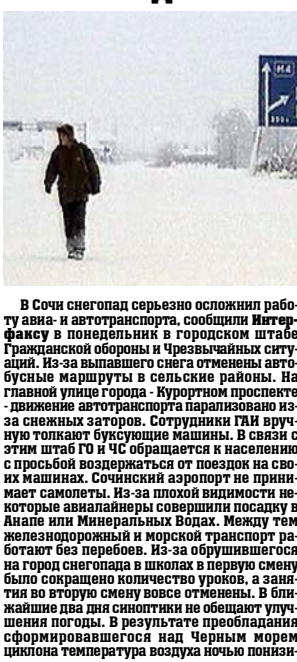 M4
В Сочи снегопад серьезно осложнил рабо-
ту авиа- и автотранспорта, сообщили Интер-
факсу в понедельник в городском штабе
Гражданской обороны и Чрезвычайных ситу-
аций. Из-за выпавшего снега отменены авто-
бусные маршруты в сельские районы. На
главной улице города - Курортном проспекте
- движение автотранспорта парализовано из-
за снежных заторов. Сотрудники ГАИ вруч-
ную толкают буксующие машины. В связи с
этим штаб ГО и ЧС обращается к населению
с просьбой воздержаться от поездок на сво-
их машинах. Сочинский аэропорт не прини-
мает самолеты. Из-за плохой видимости не-
которые авиалайнеры совершили посадку в
Анапе или Минеральных Водах. Между тем
железнодорожный и морской транспорт ра-
ботают без перебоев. Из-за обрушившегося
на город снегопада в школах в первую смену
было сокращено количество уроков, а заня-
тия во вторую смену вовсе отменены. В бли-
жайшие два дня синоптики не обещают улуч-
шения погоды. В результате преобладания
сформировавшегося над Черным морем
циклона температура воздуха ночью понизи-